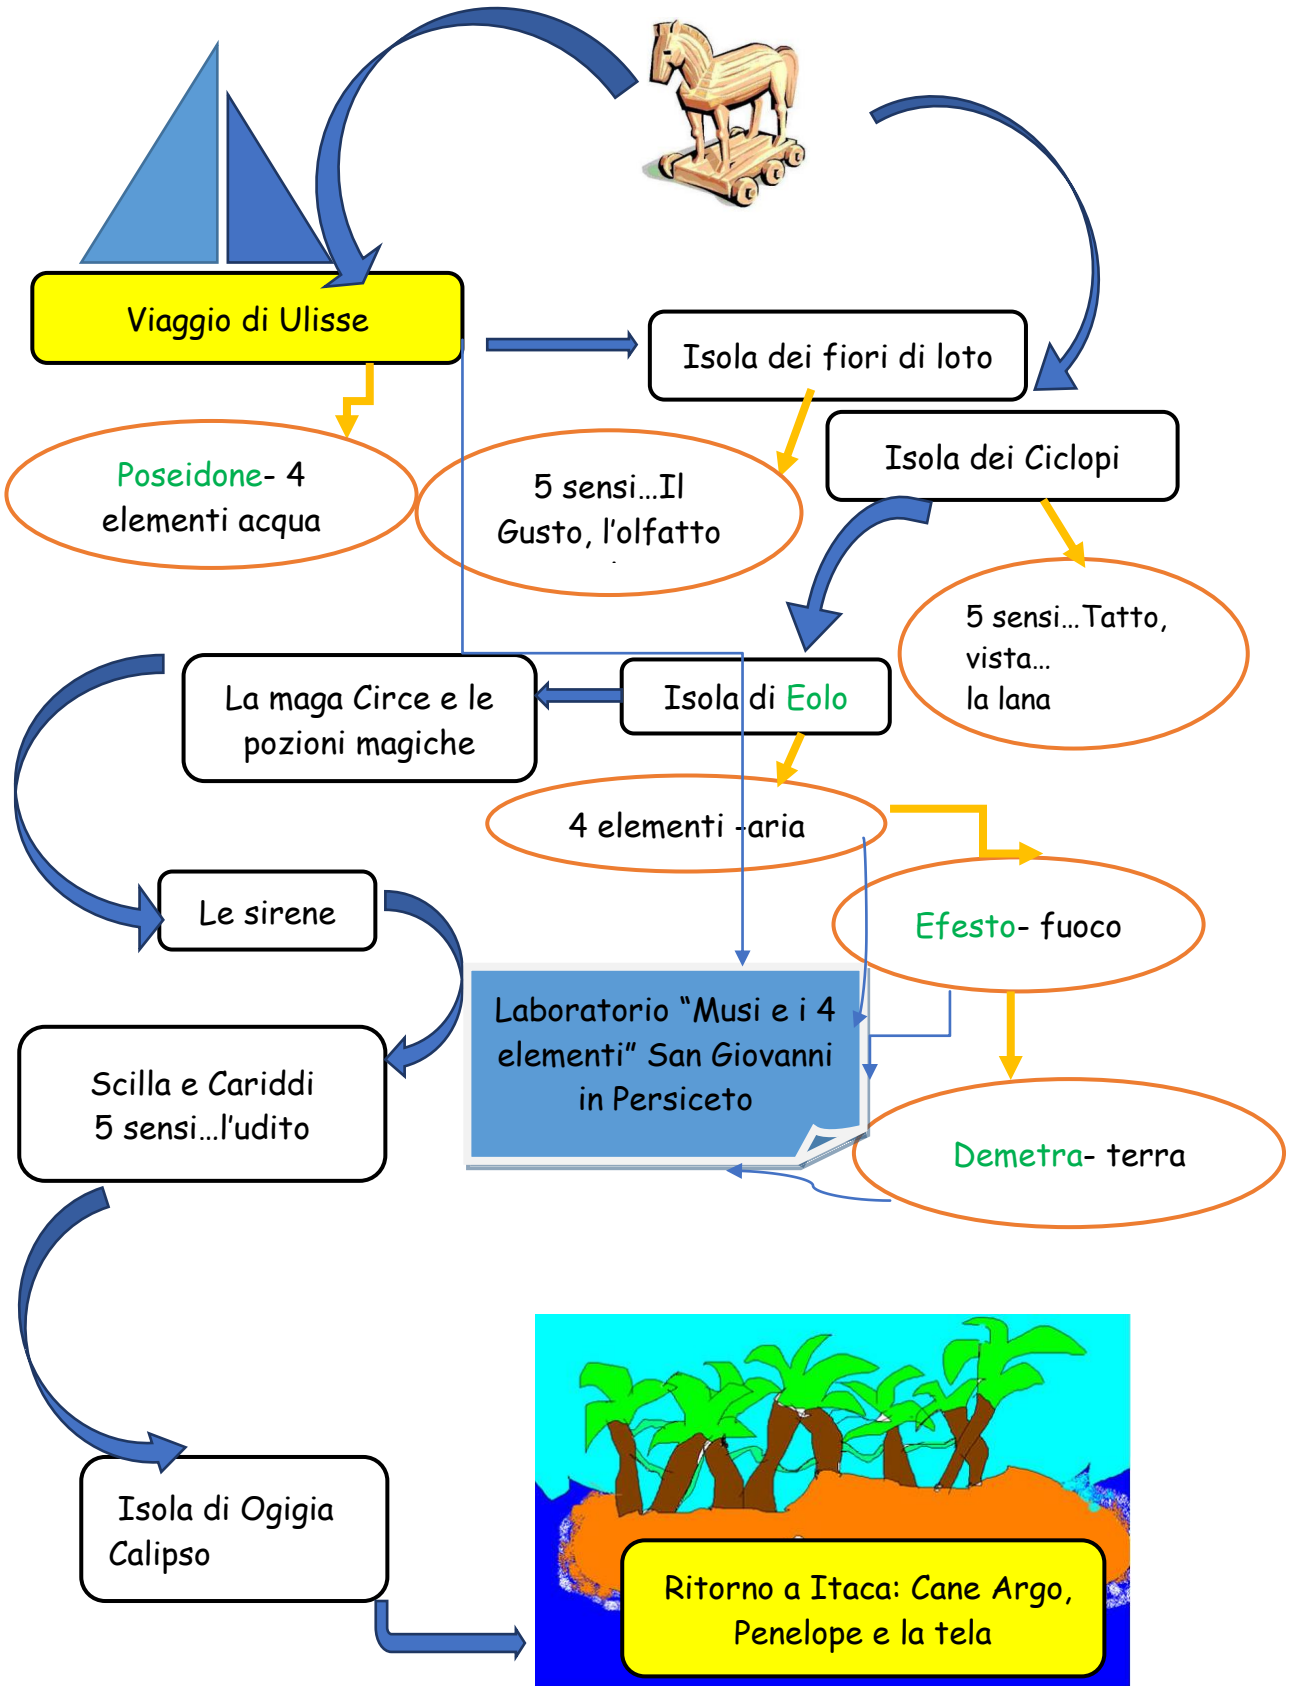 Viaggio di Ulisse
Isola dei fiori di loto
Isola dei Ciclopi
Poseidone- 4
elementi acqua
5 sensi…Il
Gusto, l'olfatto
5 sensi…Tatto,
vista…
la lana
La maga Circe e le
pozioni magiche
Isola di Eolo
4 elementi -aria
Le sirene
Efesto- fuoco
Laboratorio “Musi e i 4
elementi” San Giovanni
in Persiceto
Scilla e Cariddi
5 sensi…l'udito
Demetra- terra
Isola di Ogigia
Calipso
Ritorno a Itaca: Cane Argo,
Penelope e la tela